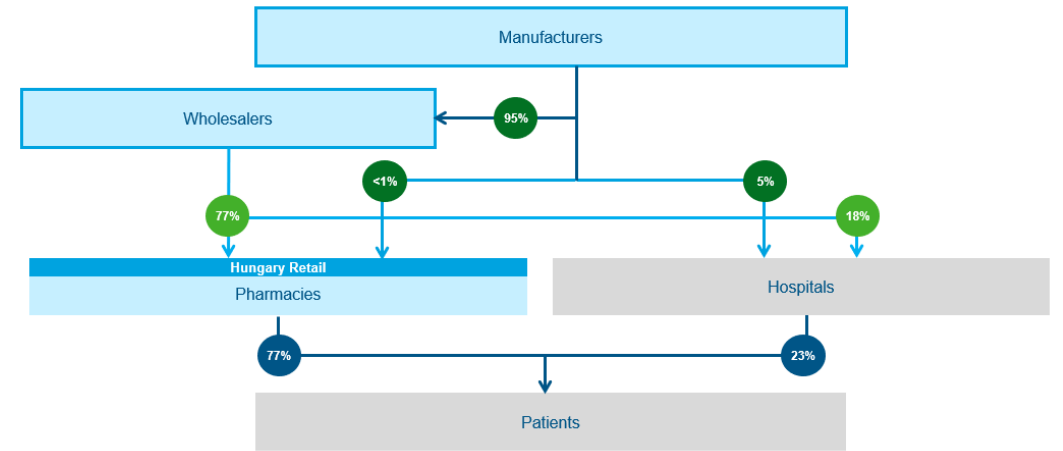 Manufacturers
Wholesalers
95%
<1%
5%
77%
18%
Hungary Retail
Pharmacies
Hospitals
77%
23%
Patients